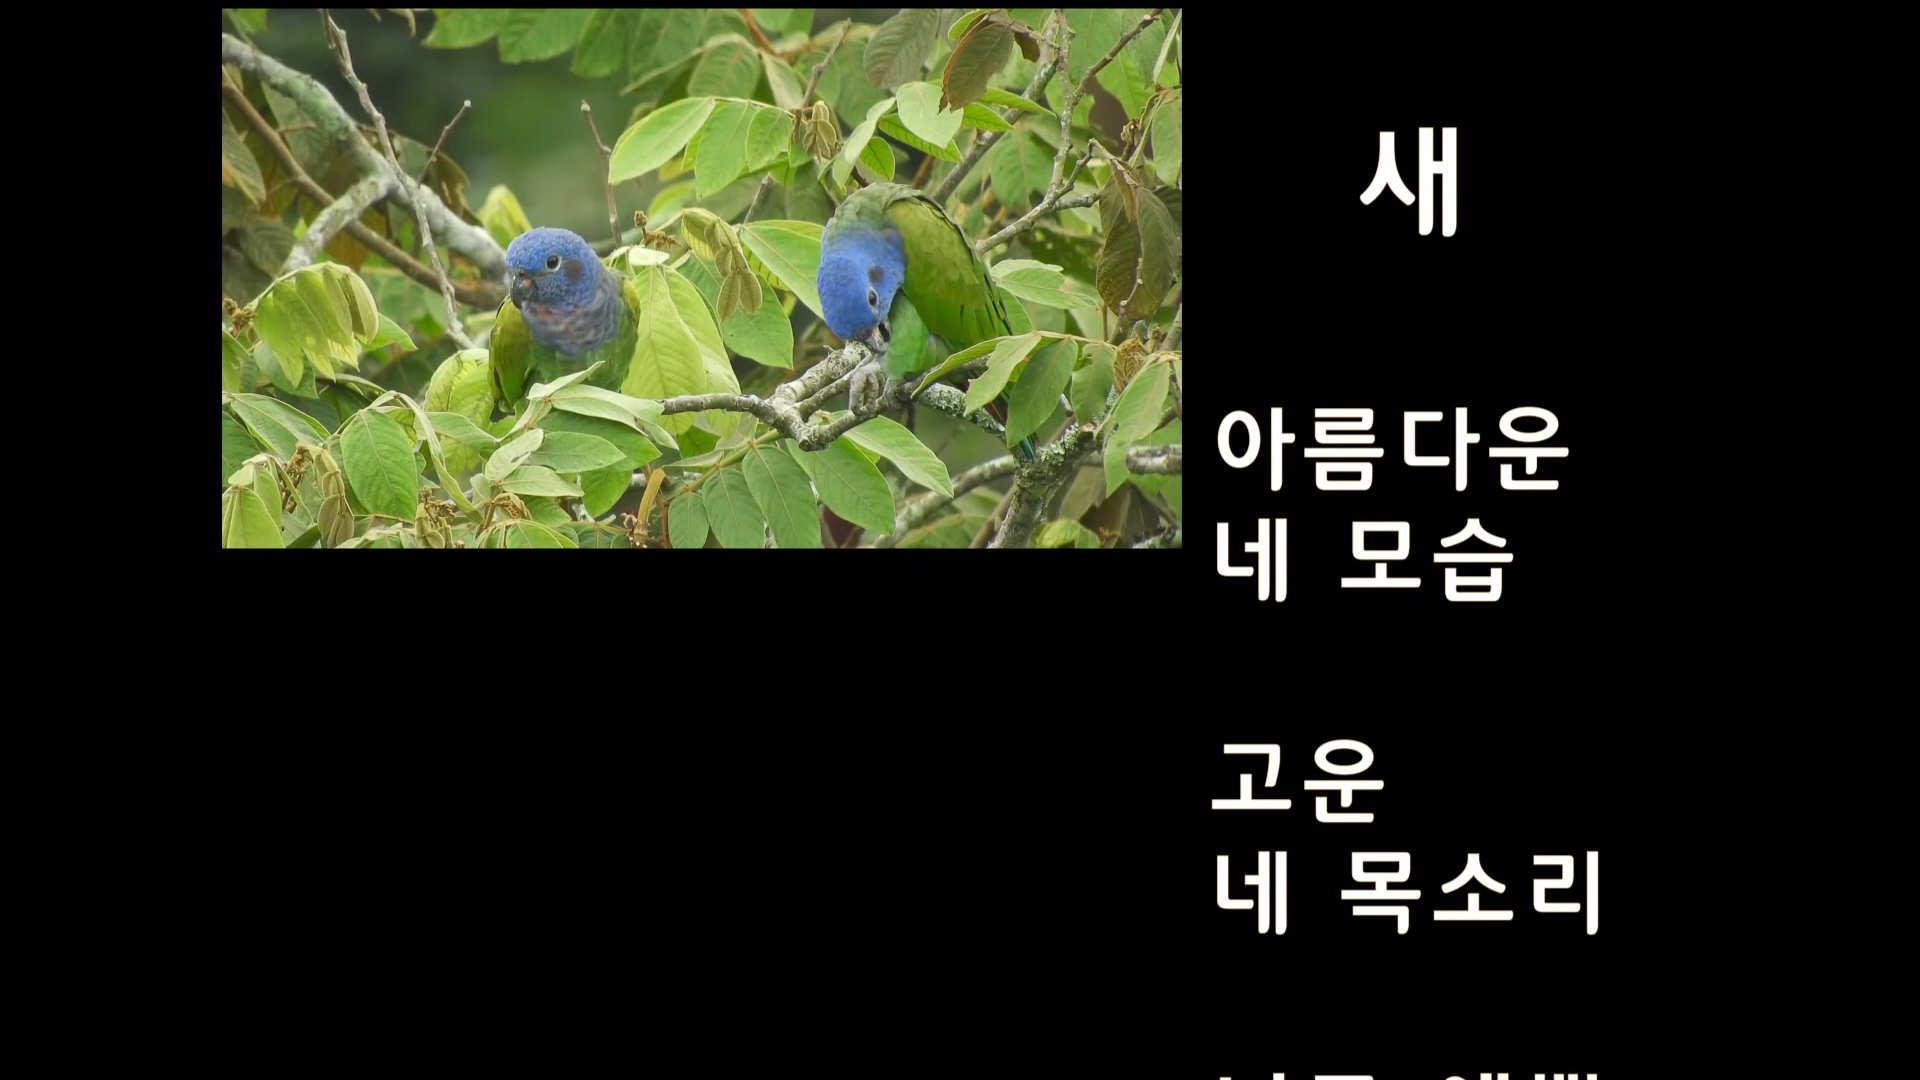 새
아름다운
네 모습
고운
네 목소리